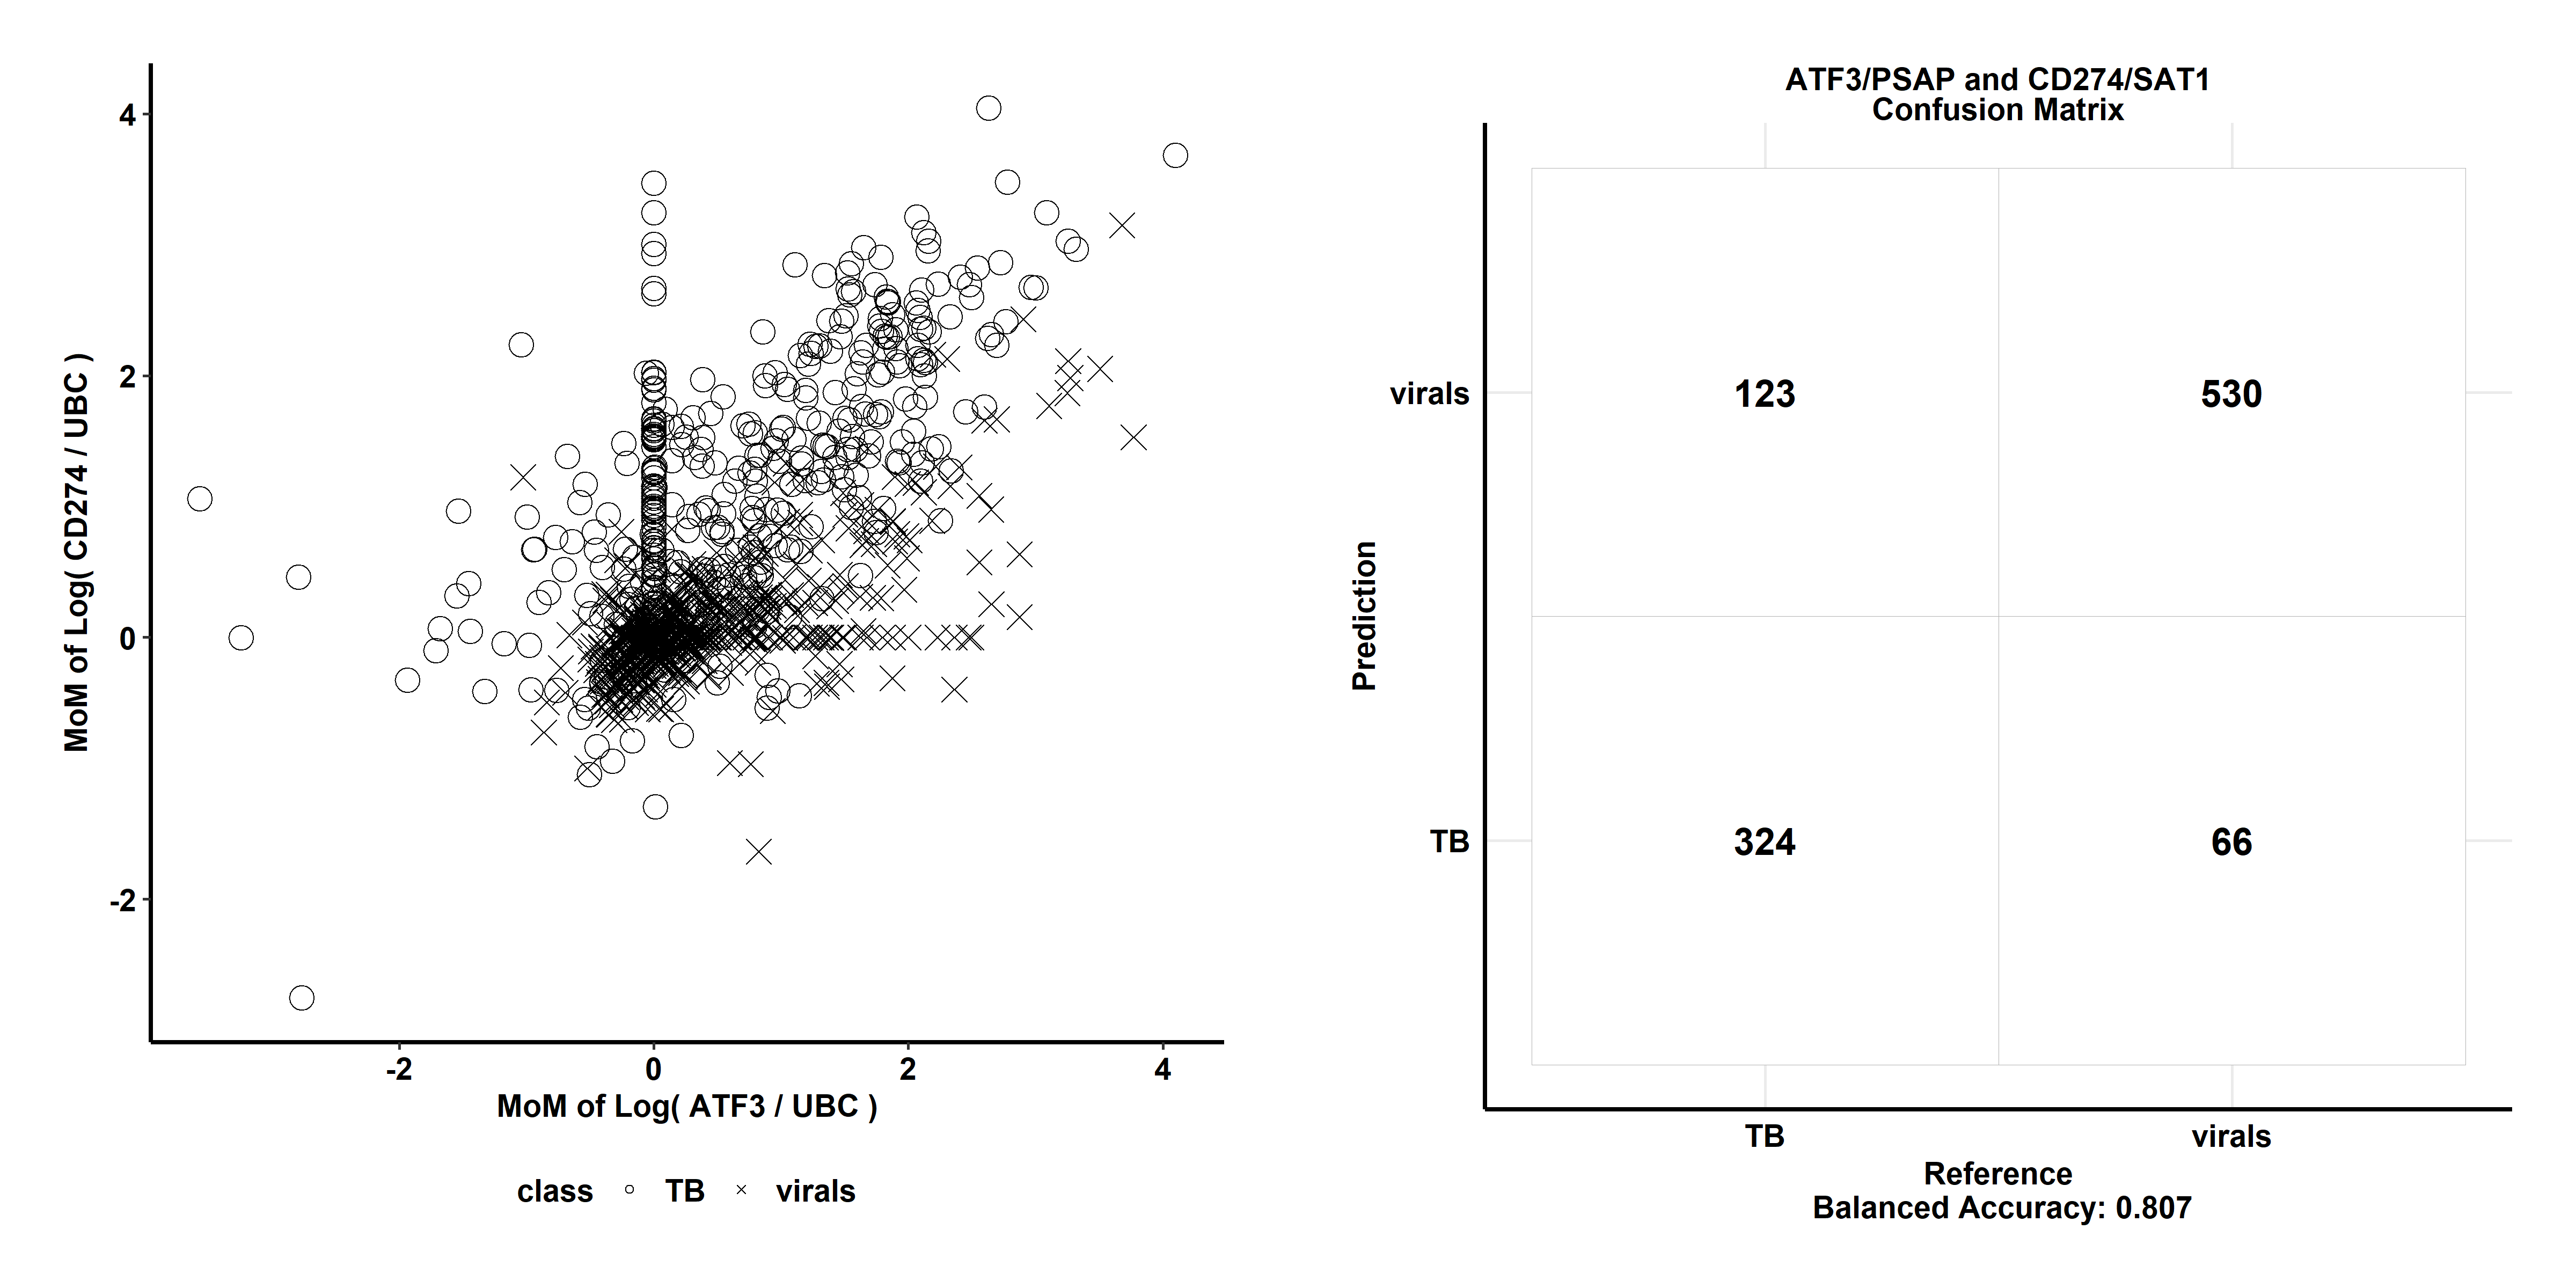 4
2
0
-2
MoM of Log( CD274 / UBC )
-2 0 2 4
MoM of Log( ATF3 / UBC )
class TB virals
ATF3/PSAP and CD274/SAT1
Confusion Matrix
virals 123 530
Prediction
TB 324 66
TB virals
Reference
Balanced Accuracy: 0.807